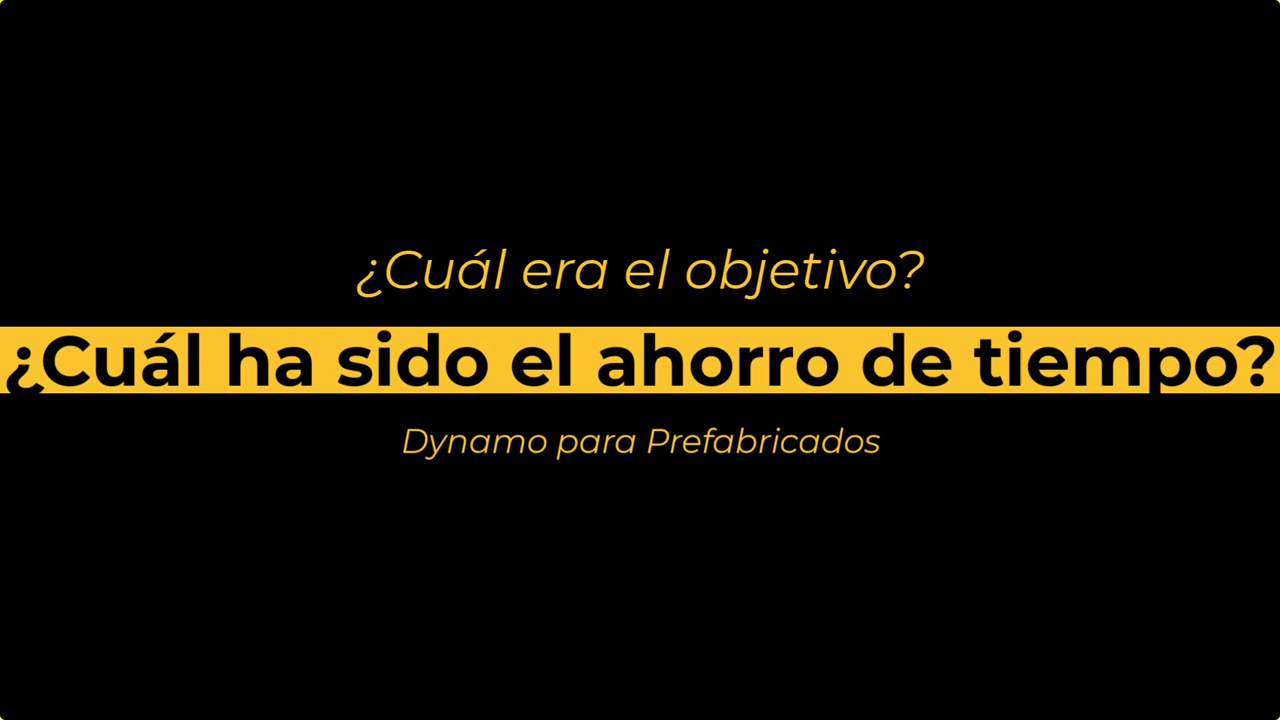 ¿Cuál era el objetivo?
¿Cuál ha sido el ahorro de tiempo?
Dynamo para Prefabricados